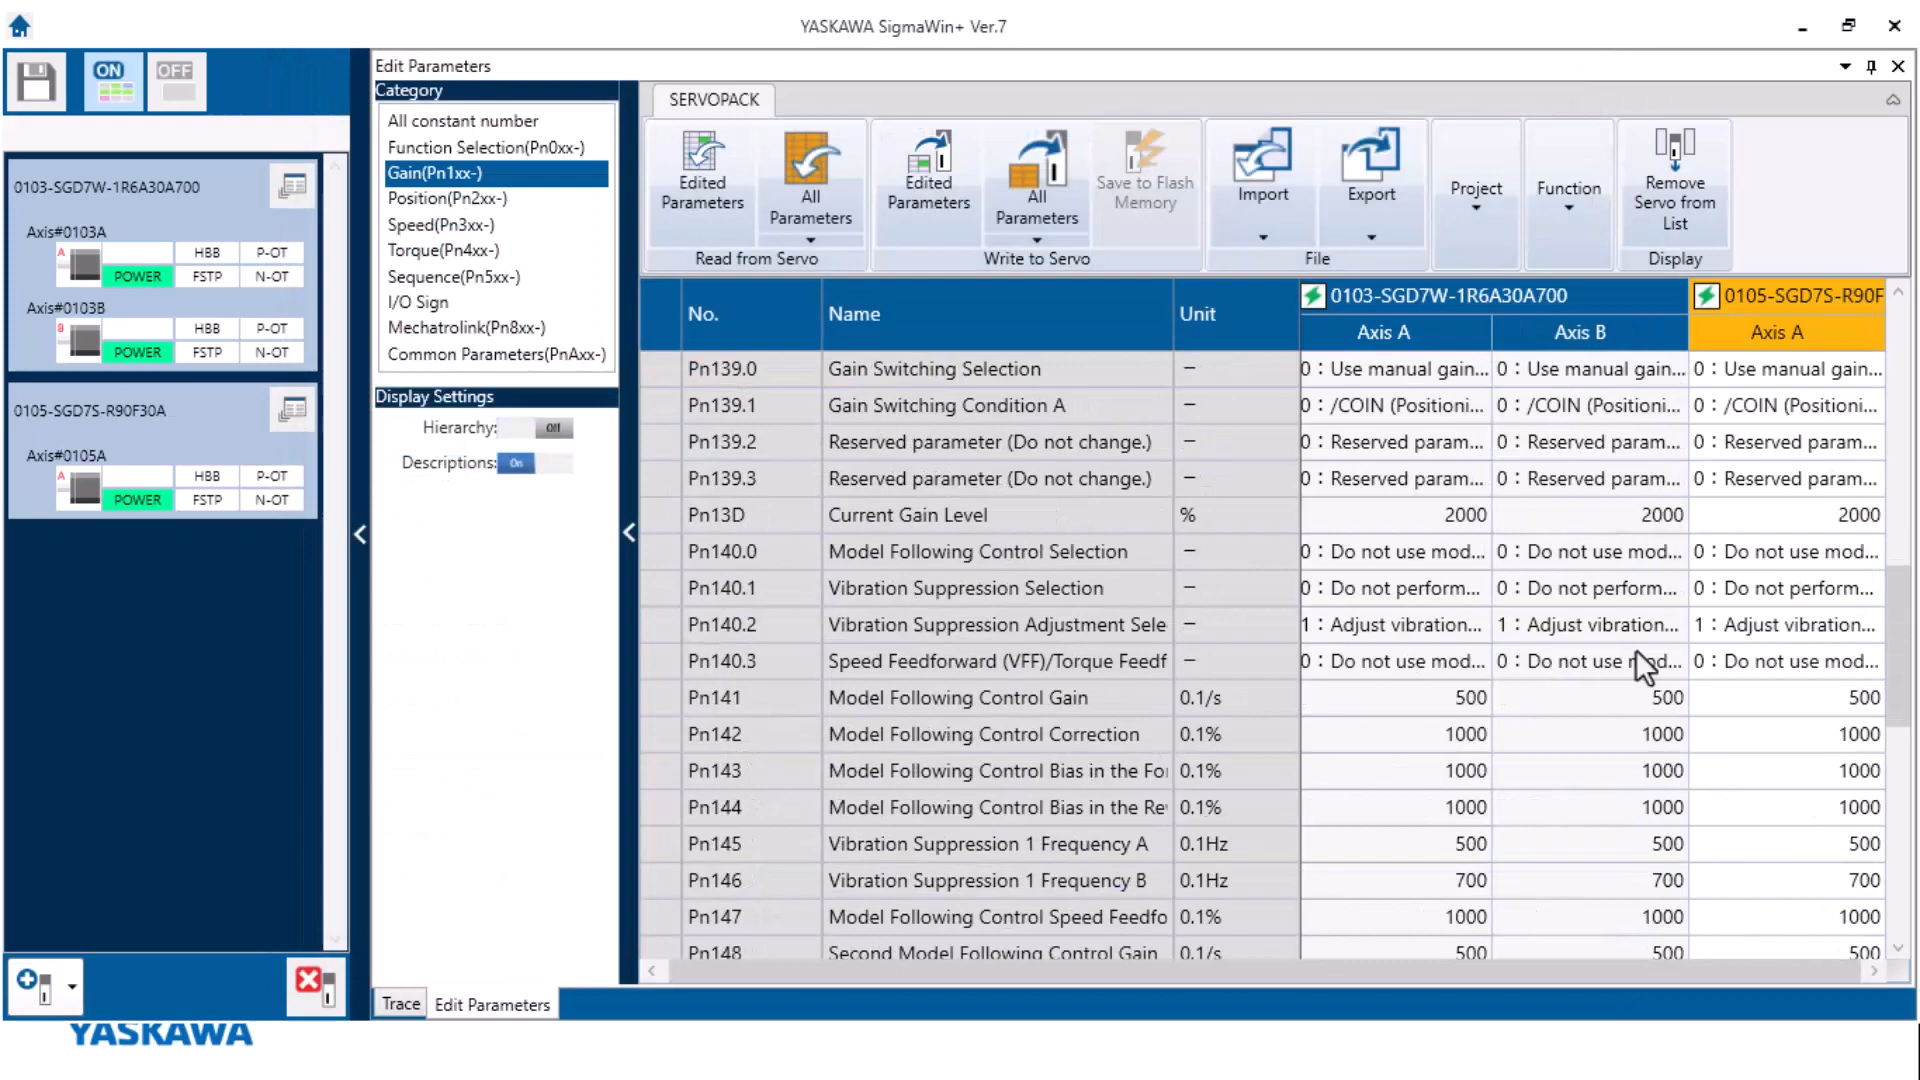 YASKAWA SigmaWin+ Ver.7
ON
OFF
0103-SGD7W-1R6A30A700
Axis#0103A
A
HBB
P-OT
POWER
FSTP
N-OT
Axis#0103B
B
HBB
P-OT
POWER
FSTP
N-OT
0105-SGD7S-R90F30A
Axis#0105A
A
HBB
P-OT
POWER
FSTP
N-OT
YASKAWA
Edit Parameters
Category
All constant number
Function Selection(Pn0xx-)
Gain(Pn1xx-)
Position(Pn2xx-)
Speed(Pn3xx-)
Torque(Pn4xx-)
Sequence(Pn5xx-)
I/O Sign
Mechatrolink(Pn8xx-)
Common Parameters(PnAxx-)
Display Settings
Hierarchy: Off
Descriptions: On
SERVOPACK
Edited Parameters
All Parameters
Read from Servo
Edited Parameters
All Parameters
Save to Flash Memory
Write to Servo
Import
Export
File
Project
Function
Remove Servo from List
Display
No. Name Unit 0103-SGD7W-1R6A30A700 0105-SGD7S-R90F
Axis A Axis B Axis A
Pn139.0 Gain Switching Selection − 0 : Use manual gain... 0 : Use manual gain... 0 : Use manual gain...
Pn139.1 Gain Switching Condition A − 0 : /COIN (Positioni... 0 : /COIN (Positioni... 0 : /COIN (Positioni...
Pn139.2 Reserved parameter (Do not change.) − 0 : Reserved param... 0 : Reserved param... 0 : Reserved param...
Pn139.3 Reserved parameter (Do not change.) − 0 : Reserved param... 0 : Reserved param... 0 : Reserved param...
Pn13D Current Gain Level % 2000 2000 2000
Pn140.0 Model Following Control Selection − 0 : Do not use mod... 0 : Do not use mod... 0 : Do not use mod...
Pn140.1 Vibration Suppression Selection − 0 : Do not perform... 0 : Do not perform... 0 : Do not perform...
Pn140.2 Vibration Suppression Adjustment Sele − 1 : Adjust vibration... 1 : Adjust vibration... 1 : Adjust vibration...
Pn140.3 Speed Feedforward (VFF)/Torque Feedf − 0 : Do not use mod... 0 : Do not use mod... 0 : Do not use mod...
Pn141 Model Following Control Gain 0.1/s 500 500 500
Pn142 Model Following Control Correction 0.1% 1000 1000 1000
Pn143 Model Following Control Bias in the Fo 0.1% 1000 1000 1000
Pn144 Model Following Control Bias in the Re 0.1% 1000 1000 1000
Pn145 Vibration Suppression 1 Frequency A 0.1Hz 500 500 500
Pn146 Vibration Suppression 1 Frequency B 0.1Hz 700 700 700
Pn147 Model Following Control Speed Feedfo 0.1% 1000 1000 1000
Pn148 Second Model Following Control Gain 0.1/s 500 500 500
Trace
Edit Parameters